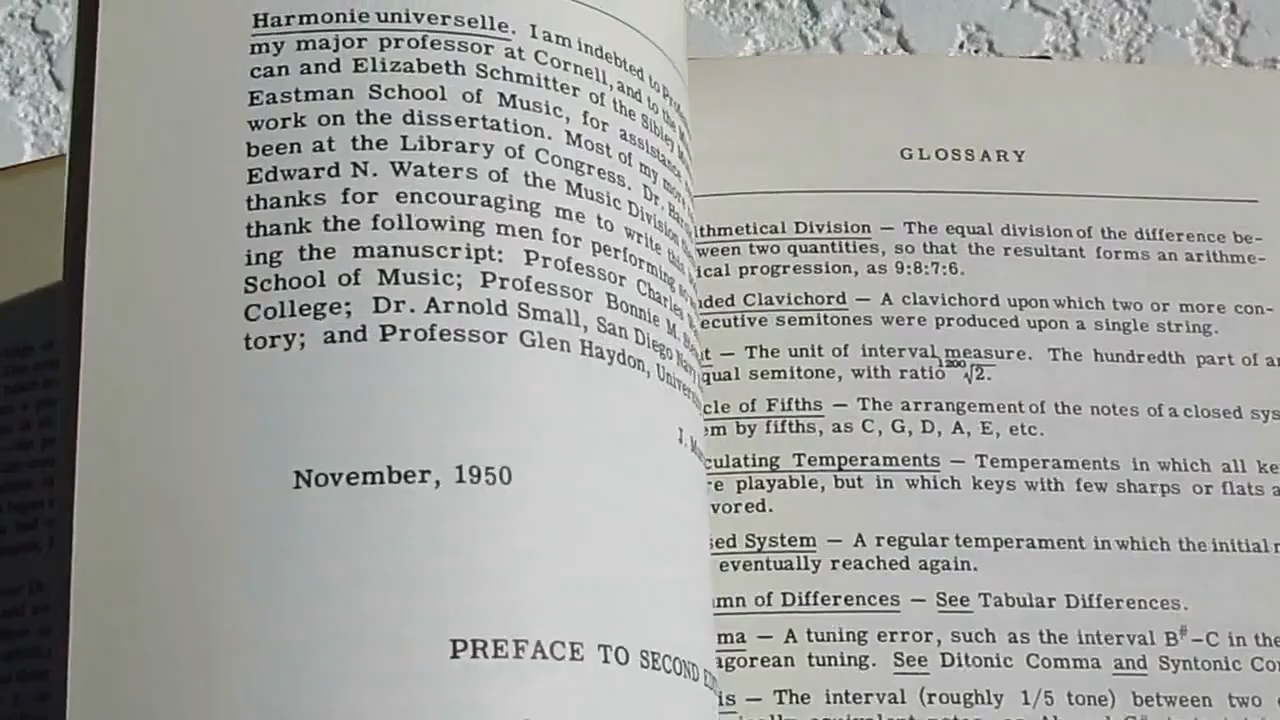 Harmonie universelle. I am indebted to
my major professor at Cornell, and to the
can and Elizabeth Schmitter of the Sibley
Eastman School of Music, for assistance
work on the dissertation. Most of my more
been at the Library of Congress. Dr.
Edward N. Waters of the Music Division
thanks for encouraging me to write this
thank the following men for performing
ing the manuscript: Professor Charles
School of Music; Professor Bonnie M.
College; Dr. Arnold Small, San Diego Navy
tory; and Professor Glen Haydon,
J.
November, 1950
PREFACE TO SECOND
GLOSSARY
ithmetical Division — The equal division of the difference be-
ween two quantities, so that the resultant forms an arithme-
ical progression, as 9:8:7:6.
ded Clavichord — A clavichord upon which two or more con-
ecutive semitones were produced upon a single string.
t — The unit of interval measure. The hundredth part of an
qual semitone, with ratio ¹²⁰⁰√2.
cle of Fifths — The arrangement of the notes of a closed sys
em by fifths, as C, G, D, A, E, etc.
culating Temperaments — Temperaments in which all ke
e playable, but in which keys with few sharps or flats a
vored.
sed System — A regular temperament in which the initial n
eventually reached again.
mn of Differences — See Tabular Differences.
ma — A tuning error, such as the interval B#-C in the
agorean tuning. See Ditonic Comma and Syntonic Co
is — The interval (roughly 1/5 tone) between two